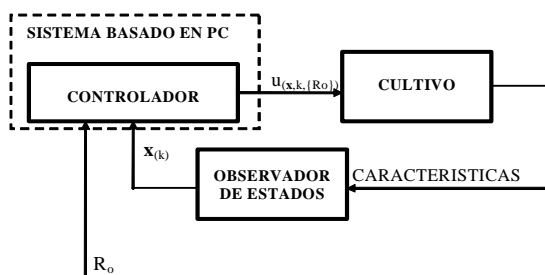 SISTEMA BASADO EN PC
CONTROLADOR
u(x,k,{Ro})
CULTIVO
x(k)
OBSERVADOR
DE ESTADOS
CARACTERISTICAS
Ro